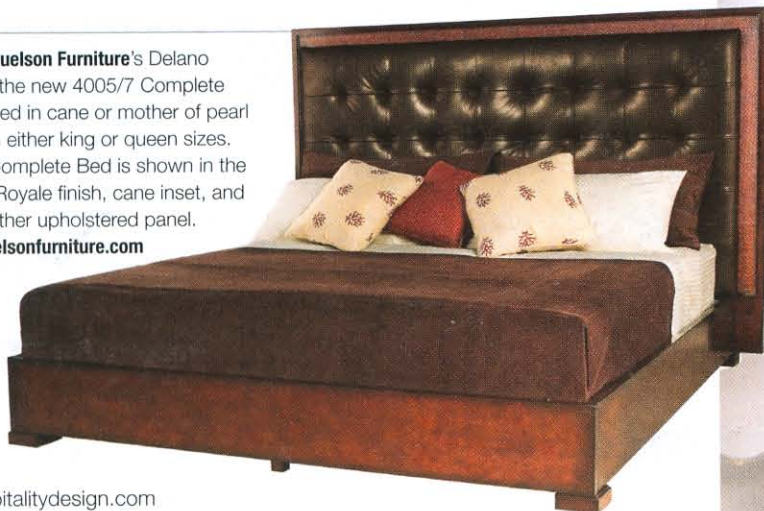 uelson Furniture's Delano
the new 4005/7 Complete
ed in cane or mother of pearl
either king or queen sizes.
omplete Bed is shown in the
Royale finish, cane inset, and
ther upholstered panel.
elsonfurniture.com
pitalitydesign.com